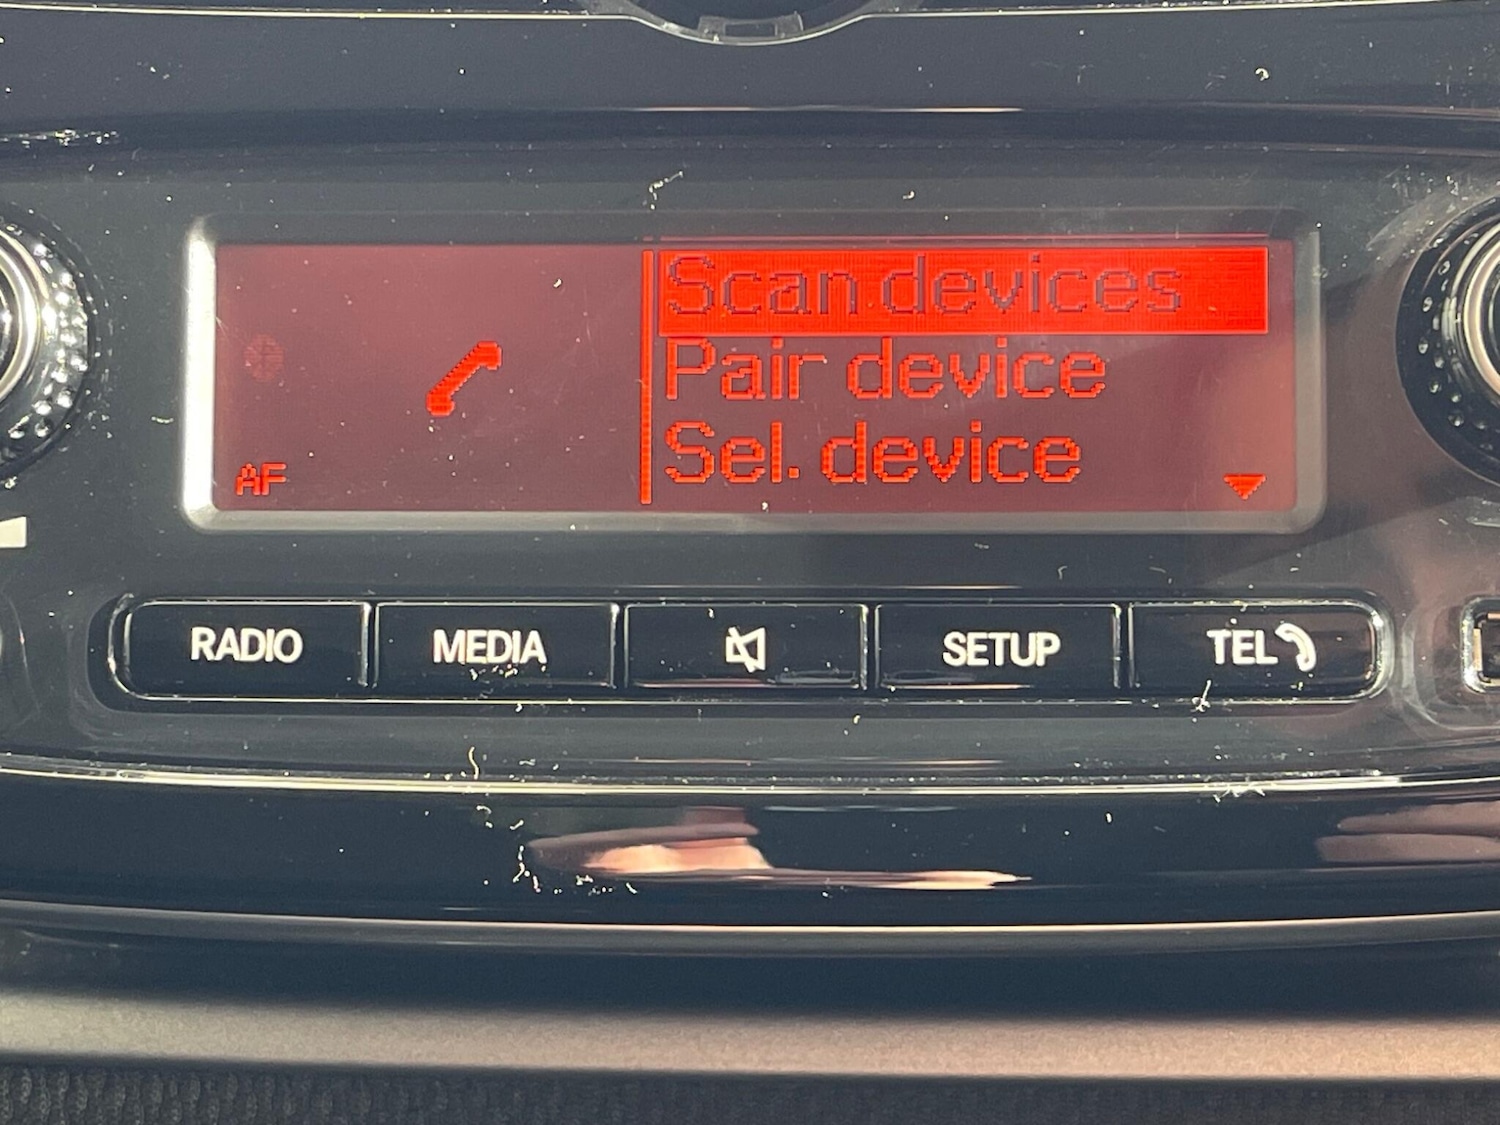 Scan devices
Pair device
Sel. device
AF
RADIO
MEDIA
SETUP
TEL